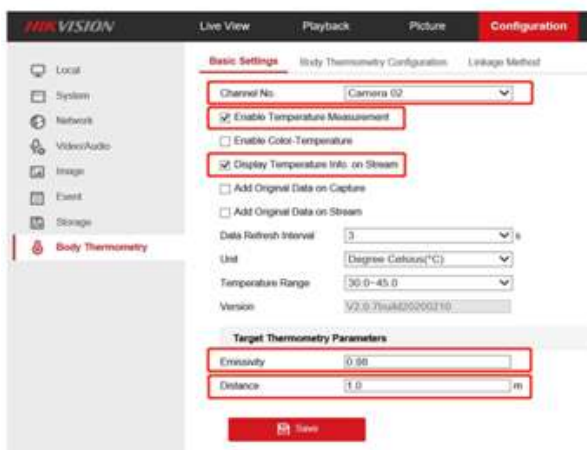 HIKVISION Live View Playback Picture Configuration
Local
System
Network
Video/Audio
Image
Event
Storage
Body Thermometry
Basic Settings Body Thermometry Configuration Linkage Method
Channel No. Camera 02
Enable Temperature Measurement
Enable Color-Temperature
Display Temperature Info. on Stream
Add Original Data on Capture
Add Original Data on Stream
Data Refresh Interval 3 s
Unit Degree Celsius(°C)
Temperature Range 30.0~45.0
Version V2.0.7build20200210
Target Thermometry Parameters
Emissivity 0.98
Distance 1.0 m
Save